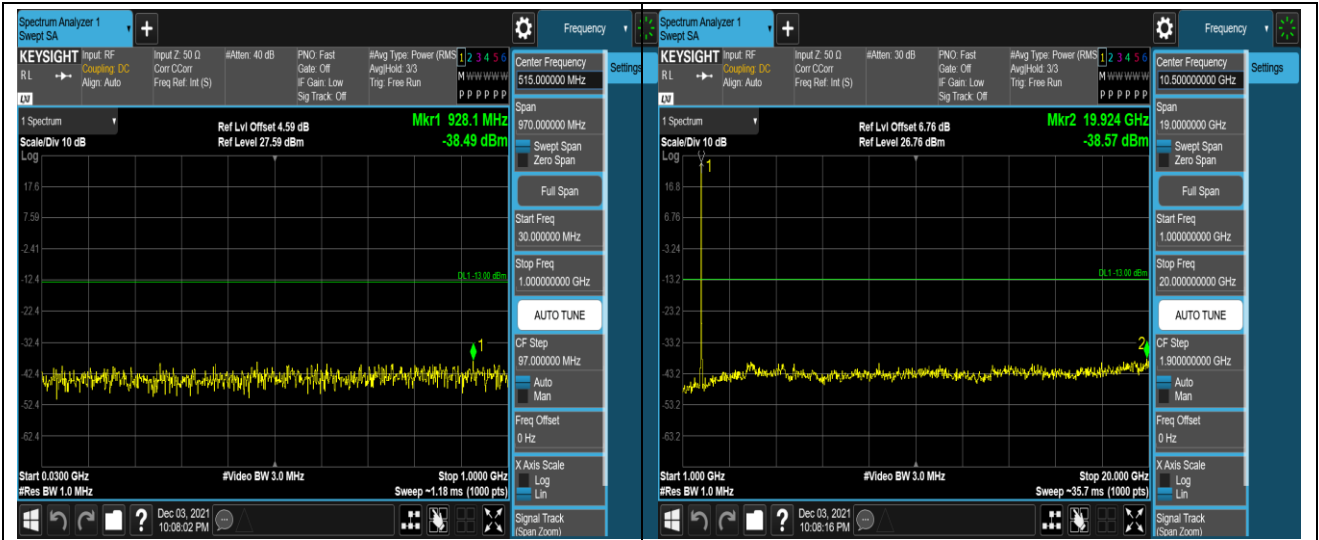 Spectrum Analyzer 1
Swept SA
+
Frequency
KEYSIGHT
RL
LXI
Input: RF
Coupling: DC
Align: Auto
Input Z: 50 Ω
Corr CCorr
Freq Ref: Int (S)
#Atten: 40 dB
PNO: Fast
Gate: Off
IF Gain: Low
Sig Track: Off
#Avg Type: Power (RMS
Avg|Hold: 3/3
Trig: Free Run
1 2 3 4 5 6
M W W W W W
P P P P P P
1 Spectrum
Scale/Div 10 dB
Log
Ref Lvl Offset 4.59 dB
Ref Level 27.59 dBm
Mkr1 928.1 MHz
-38.49 dBm
17.6
7.59
-2.41
-12.4
-22.4
-32.4
-42.4
-52.4
-62.4
DL1 -13.00 dBm
1
Start 0.0300 GHz
#Res BW 1.0 MHz
#Video BW 3.0 MHz
Stop 1.0000 GHz
Sweep ~1.18 ms (1000 pts)
Dec 03, 2021
10:08:02 PM
Center Frequency
515.000000 MHz
Span
970.000000 MHz
Swept Span
Zero Span
Full Span
Start Freq
30.000000 MHz
Stop Freq
1.000000000 GHz
AUTO TUNE
CF Step
97.000000 MHz
Auto
Man
Freq Offset
0 Hz
X Axis Scale
Log
Lin
Signal Track
(Span Zoom)
Settings
Spectrum Analyzer 1
Swept SA
+
Frequency
KEYSIGHT
RL
LXI
Input: RF
Coupling: DC
Align: Auto
Input Z: 50 Ω
Corr CCorr
Freq Ref: Int (S)
#Atten: 30 dB
PNO: Fast
Gate: Off
IF Gain: Low
Sig Track: Off
#Avg Type: Power (RMS
Avg|Hold: 3/3
Trig: Free Run
1 2 3 4 5 6
M W W W W W
P P P P P P
1 Spectrum
Scale/Div 10 dB
Log
Ref Lvl Offset 6.76 dB
Ref Level 26.76 dBm
Mkr2 19.924 GHz
-38.57 dBm
1
16.8
6.76
-3.24
-13.2
-23.2
-33.2
-43.2
-53.2
-63.2
DL1 -13.00 dBm
2
Start 1.000 GHz
#Res BW 1.0 MHz
#Video BW 3.0 MHz
Stop 20.000 GHz
Sweep ~35.7 ms (1000 pts)
Dec 03, 2021
10:08:16 PM
Center Frequency
10.500000000 GHz
Span
19.0000000 GHz
Swept Span
Zero Span
Full Span
Start Freq
1.000000000 GHz
Stop Freq
20.000000000 GHz
AUTO TUNE
CF Step
1.900000000 GHz
Auto
Man
Freq Offset
0 Hz
X Axis Scale
Log
Lin
Signal Track
(Span Zoom)
Settings